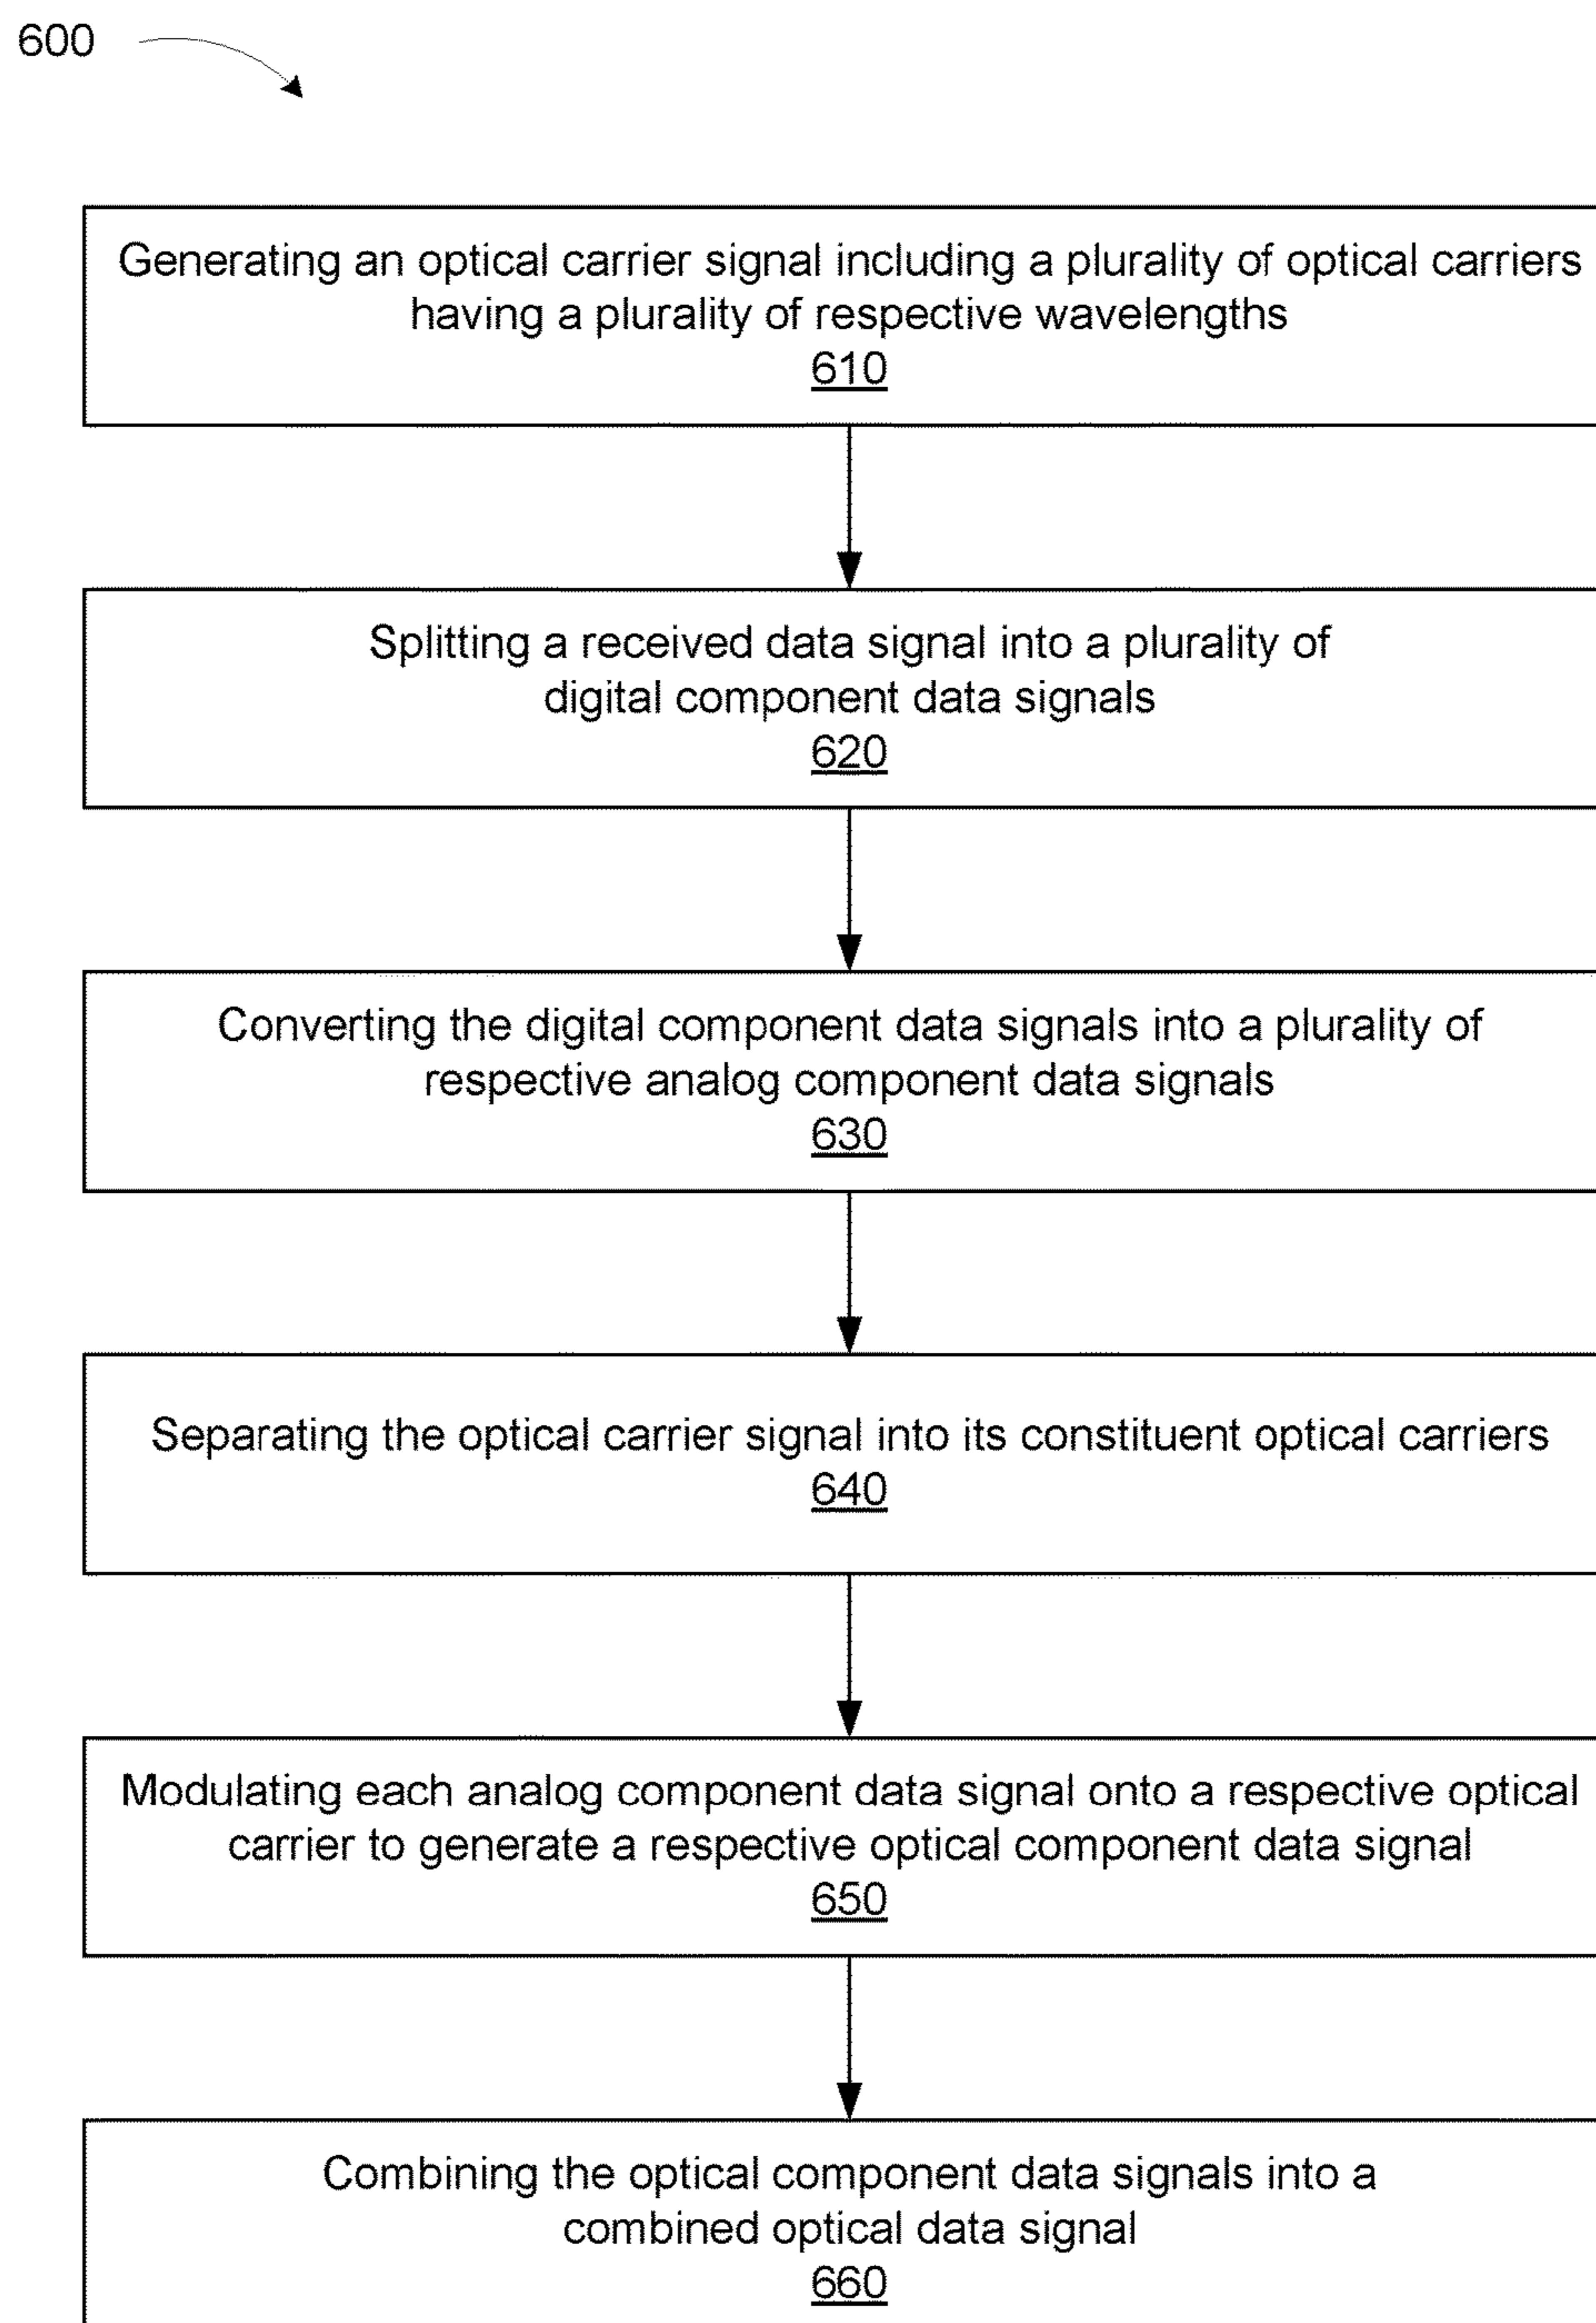 600
Generating an optical carrier signal including a plurality of optical carriers
having a plurality of respective wavelengths
610
Splitting a received data signal into a plurality of
digital component data signals
620
Converting the digital component data signals into a plurality of
respective analog component data signals
630
Separating the optical carrier signal into its constituent optical carriers
640
Modulating each analog component data signal onto a respective optical
carrier to generate a respective optical component data signal
650
Combining the optical component data signals into a
combined optical data signal
660